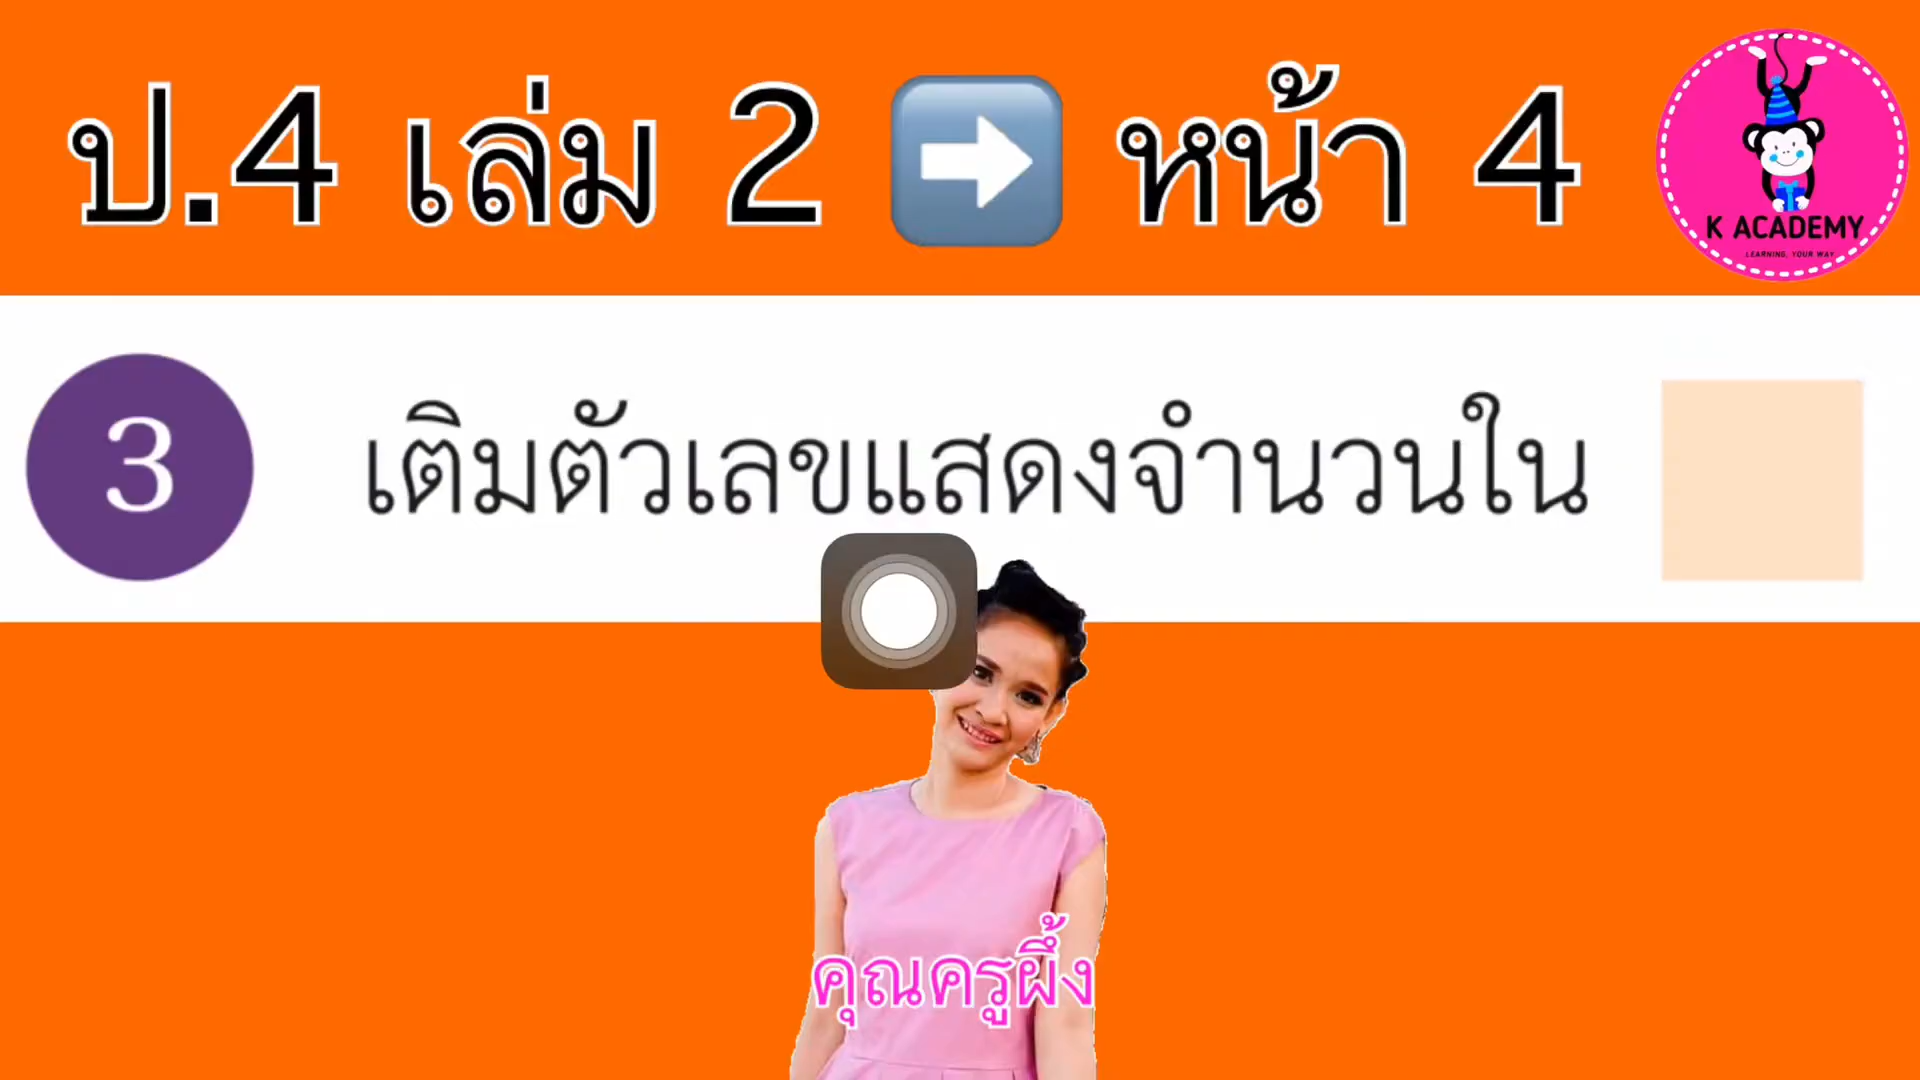 ป.4 เล่ม 2 ➡ หน้า 4
K ACADEMY
LEARNING, YOUR WAY
3 เติมตัวเลขแสดงจำนวนใน
คุณครูผึ้ง